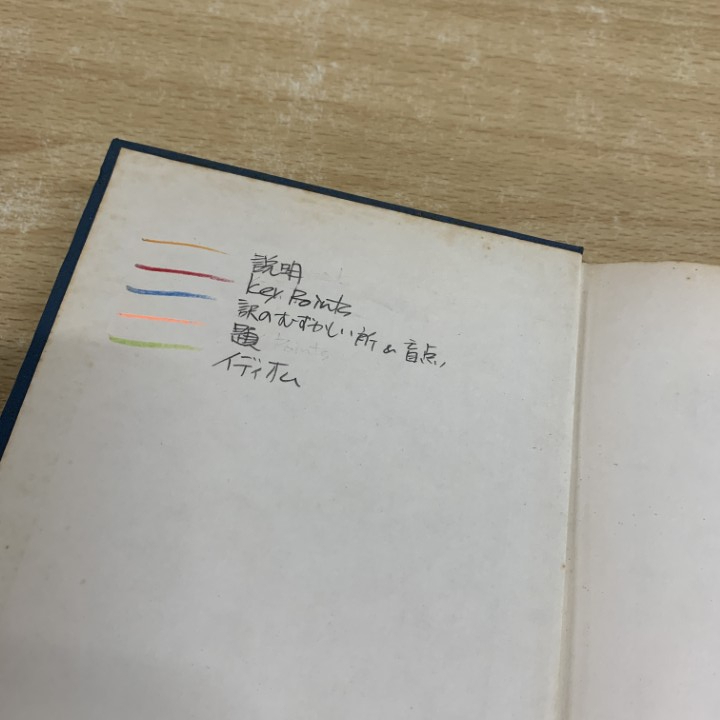 説明
key. Points
訳のむずかしい所 & 盲点,
題
イディオム